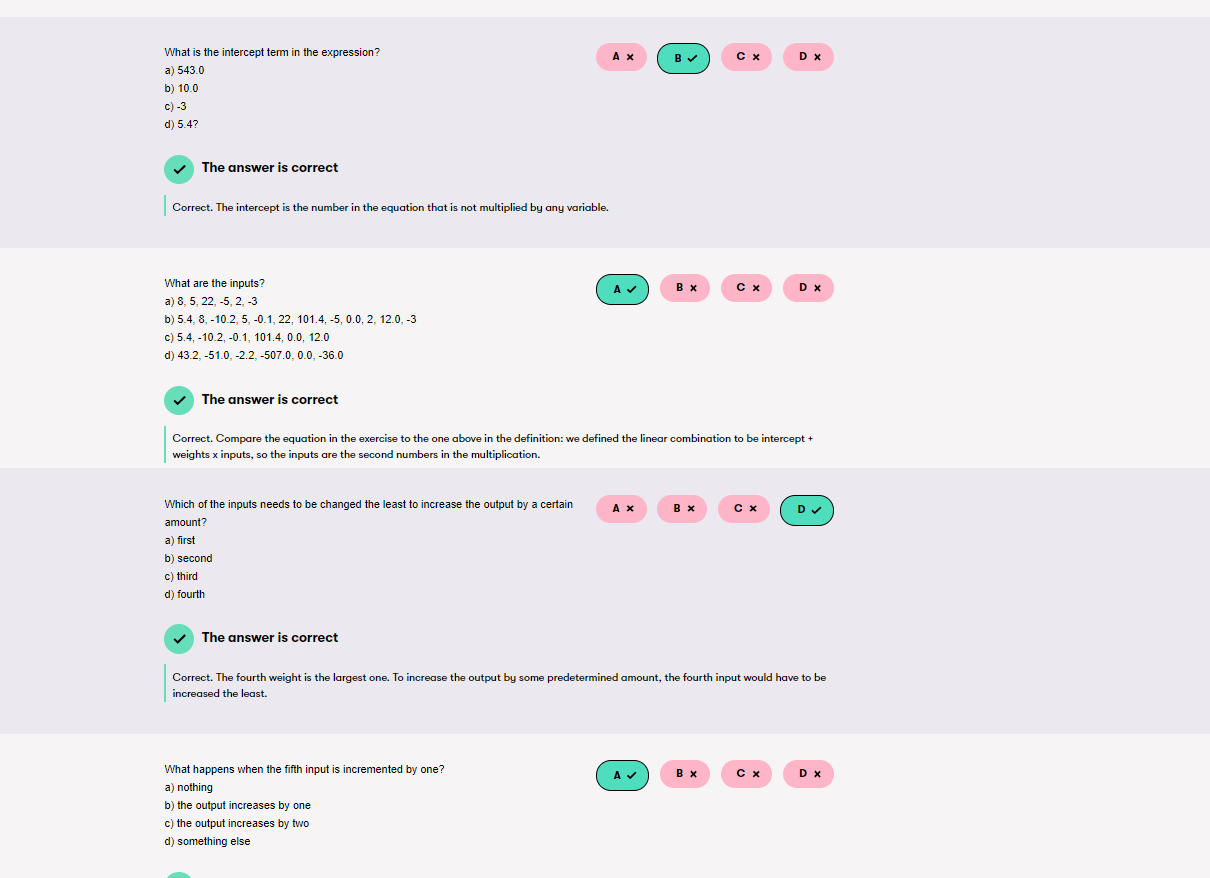 What is the intercept term in the expression?
A B C D
a) 543.0
b) 10.0
c) -3
d) 5.4?
The answer is correct
Correct. The intercept is the number in the equation that is not multiplied by any variable.
What are the inputs?
A B C D
a) 8, 5, 22, -5, 2, -3
b) 5.4, 8, -10.2, 5, -0.1, 22, 101.4, -5, 0.0, 2, 12.0, -3
c) 5.4, -10.2, -0.1, 101.4, 0.0, 12.0
d) 43.2, -51.0, -2.2, -507.0, 0.0, -36.0
The answer is correct
Correct. Compare the equation in the exercise to the one above in the definition: we defined the linear combination to be intercept +
weights x inputs, so the inputs are the second numbers in the multiplication.
Which of the inputs needs to be changed the least to increase the output by a certain
amount?
A B C D
a) first
b) second
c) third
d) fourth
The answer is correct
Correct. The fourth weight is the largest one. To increase the output by some predetermined amount, the fourth input would have to be
increased the least.
What happens when the fifth input is incremented by one?
A B C D
a) nothing
b) the output increases by one
c) the output increases by two
d) something else